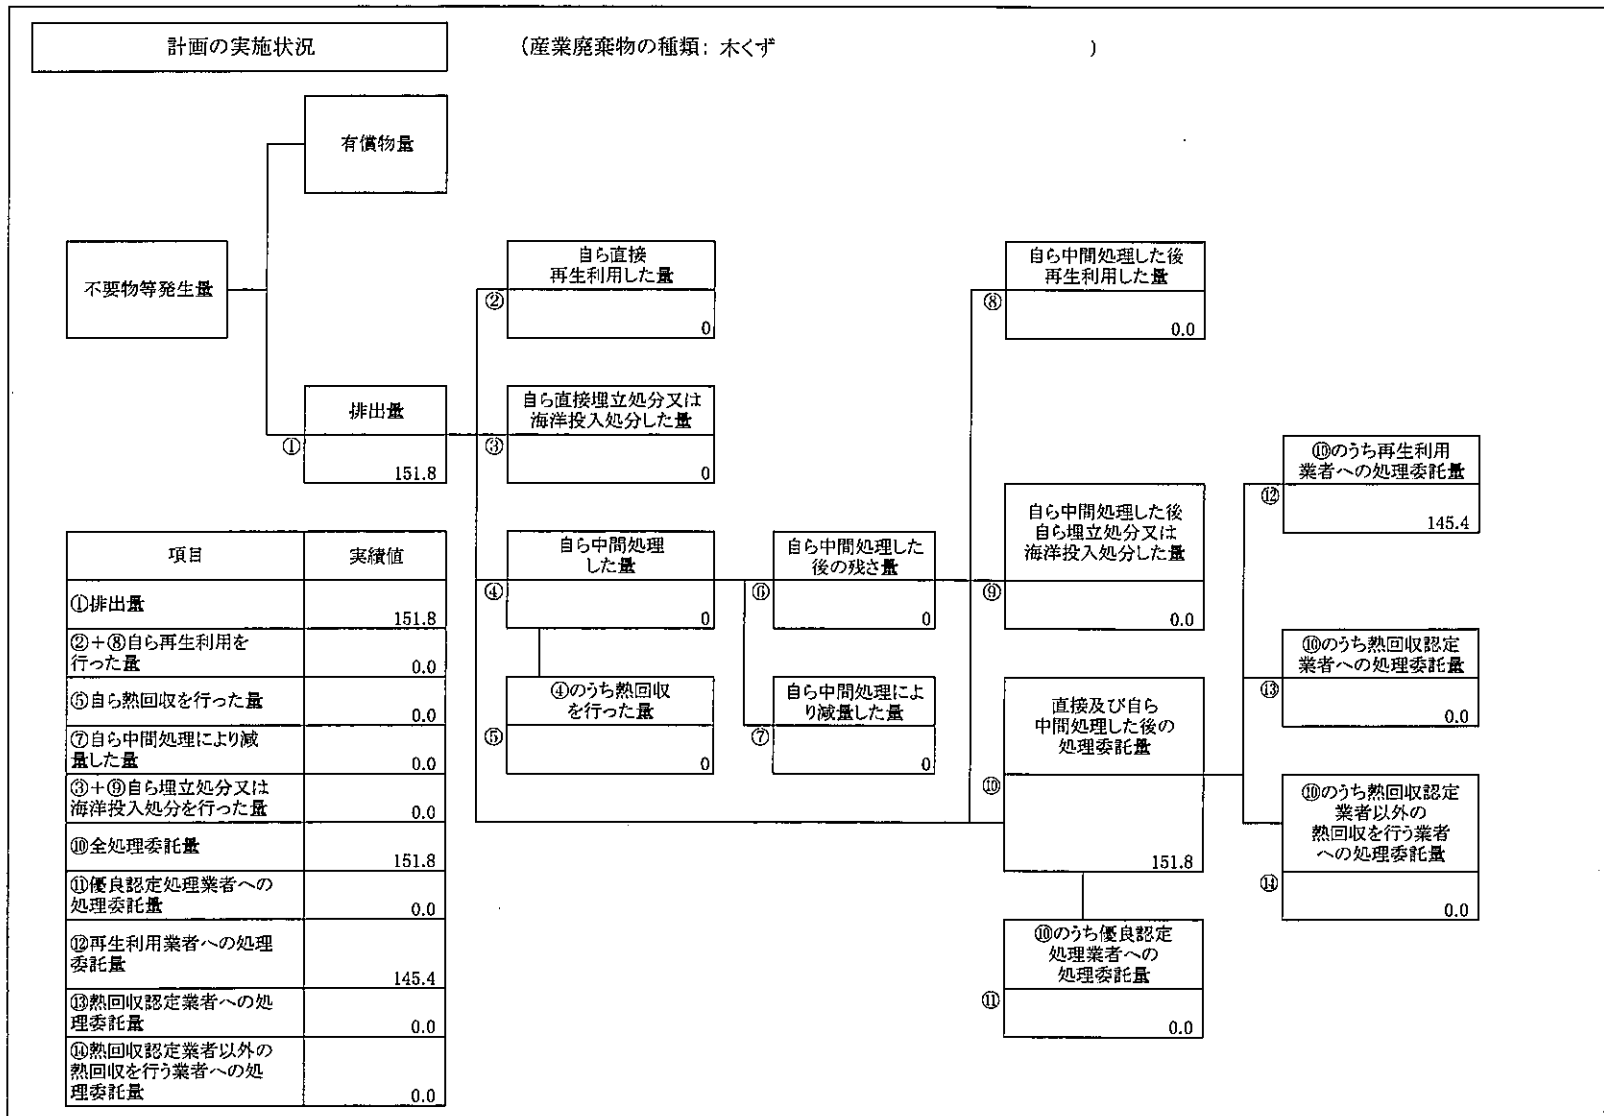 計画の実施状況
（産業廃棄物の種類： 木くず ）
有償物量
不要物等発生量
排出量
①
151.8
自ら直接
再生利用した量
②
0
自ら直接埋立処分又は
海洋投入処分した量
③
0
自ら中間処理
した量
④
0
④のうち熱回収
を行った量
⑤
0
自ら中間処理した
後の残さ量
⑥
0
自ら中間処理によ
り減量した量
⑦
0
自ら中間処理した後
再生利用した量
⑧
0.0
自ら中間処理した後
自ら埋立処分又は
海洋投入処分した量
⑨
0.0
直接及び自ら
中間処理した後の
処理委託量
⑩
151.8
⑩のうち優良認定
処理業者への
処理委託量
⑪
0.0
⑩のうち再生利用
業者への処理委託量
⑫
145.4
⑩のうち熱回収認定
業者への処理委託量
⑬
0.0
⑩のうち熱回収認定
業者以外の
熱回収を行う業者
への処理委託量
⑭
0.0
項目 実績値
①排出量
151.8
②＋⑧自ら再生利用を
行った量
0.0
⑤自ら熱回収を行った量
0.0
⑦自ら中間処理により減
量した量
0.0
③＋⑨自ら埋立処分又は
海洋投入処分を行った量
0.0
⑩全処理委託量
151.8
⑪優良認定処理業者への
処理委託量
0.0
⑫再生利用業者への処理
委託量
145.4
⑬熱回収認定業者への処
理委託量
0.0
⑭熱回収認定業者以外の
熱回収を行う業者への処
理委託量
0.0